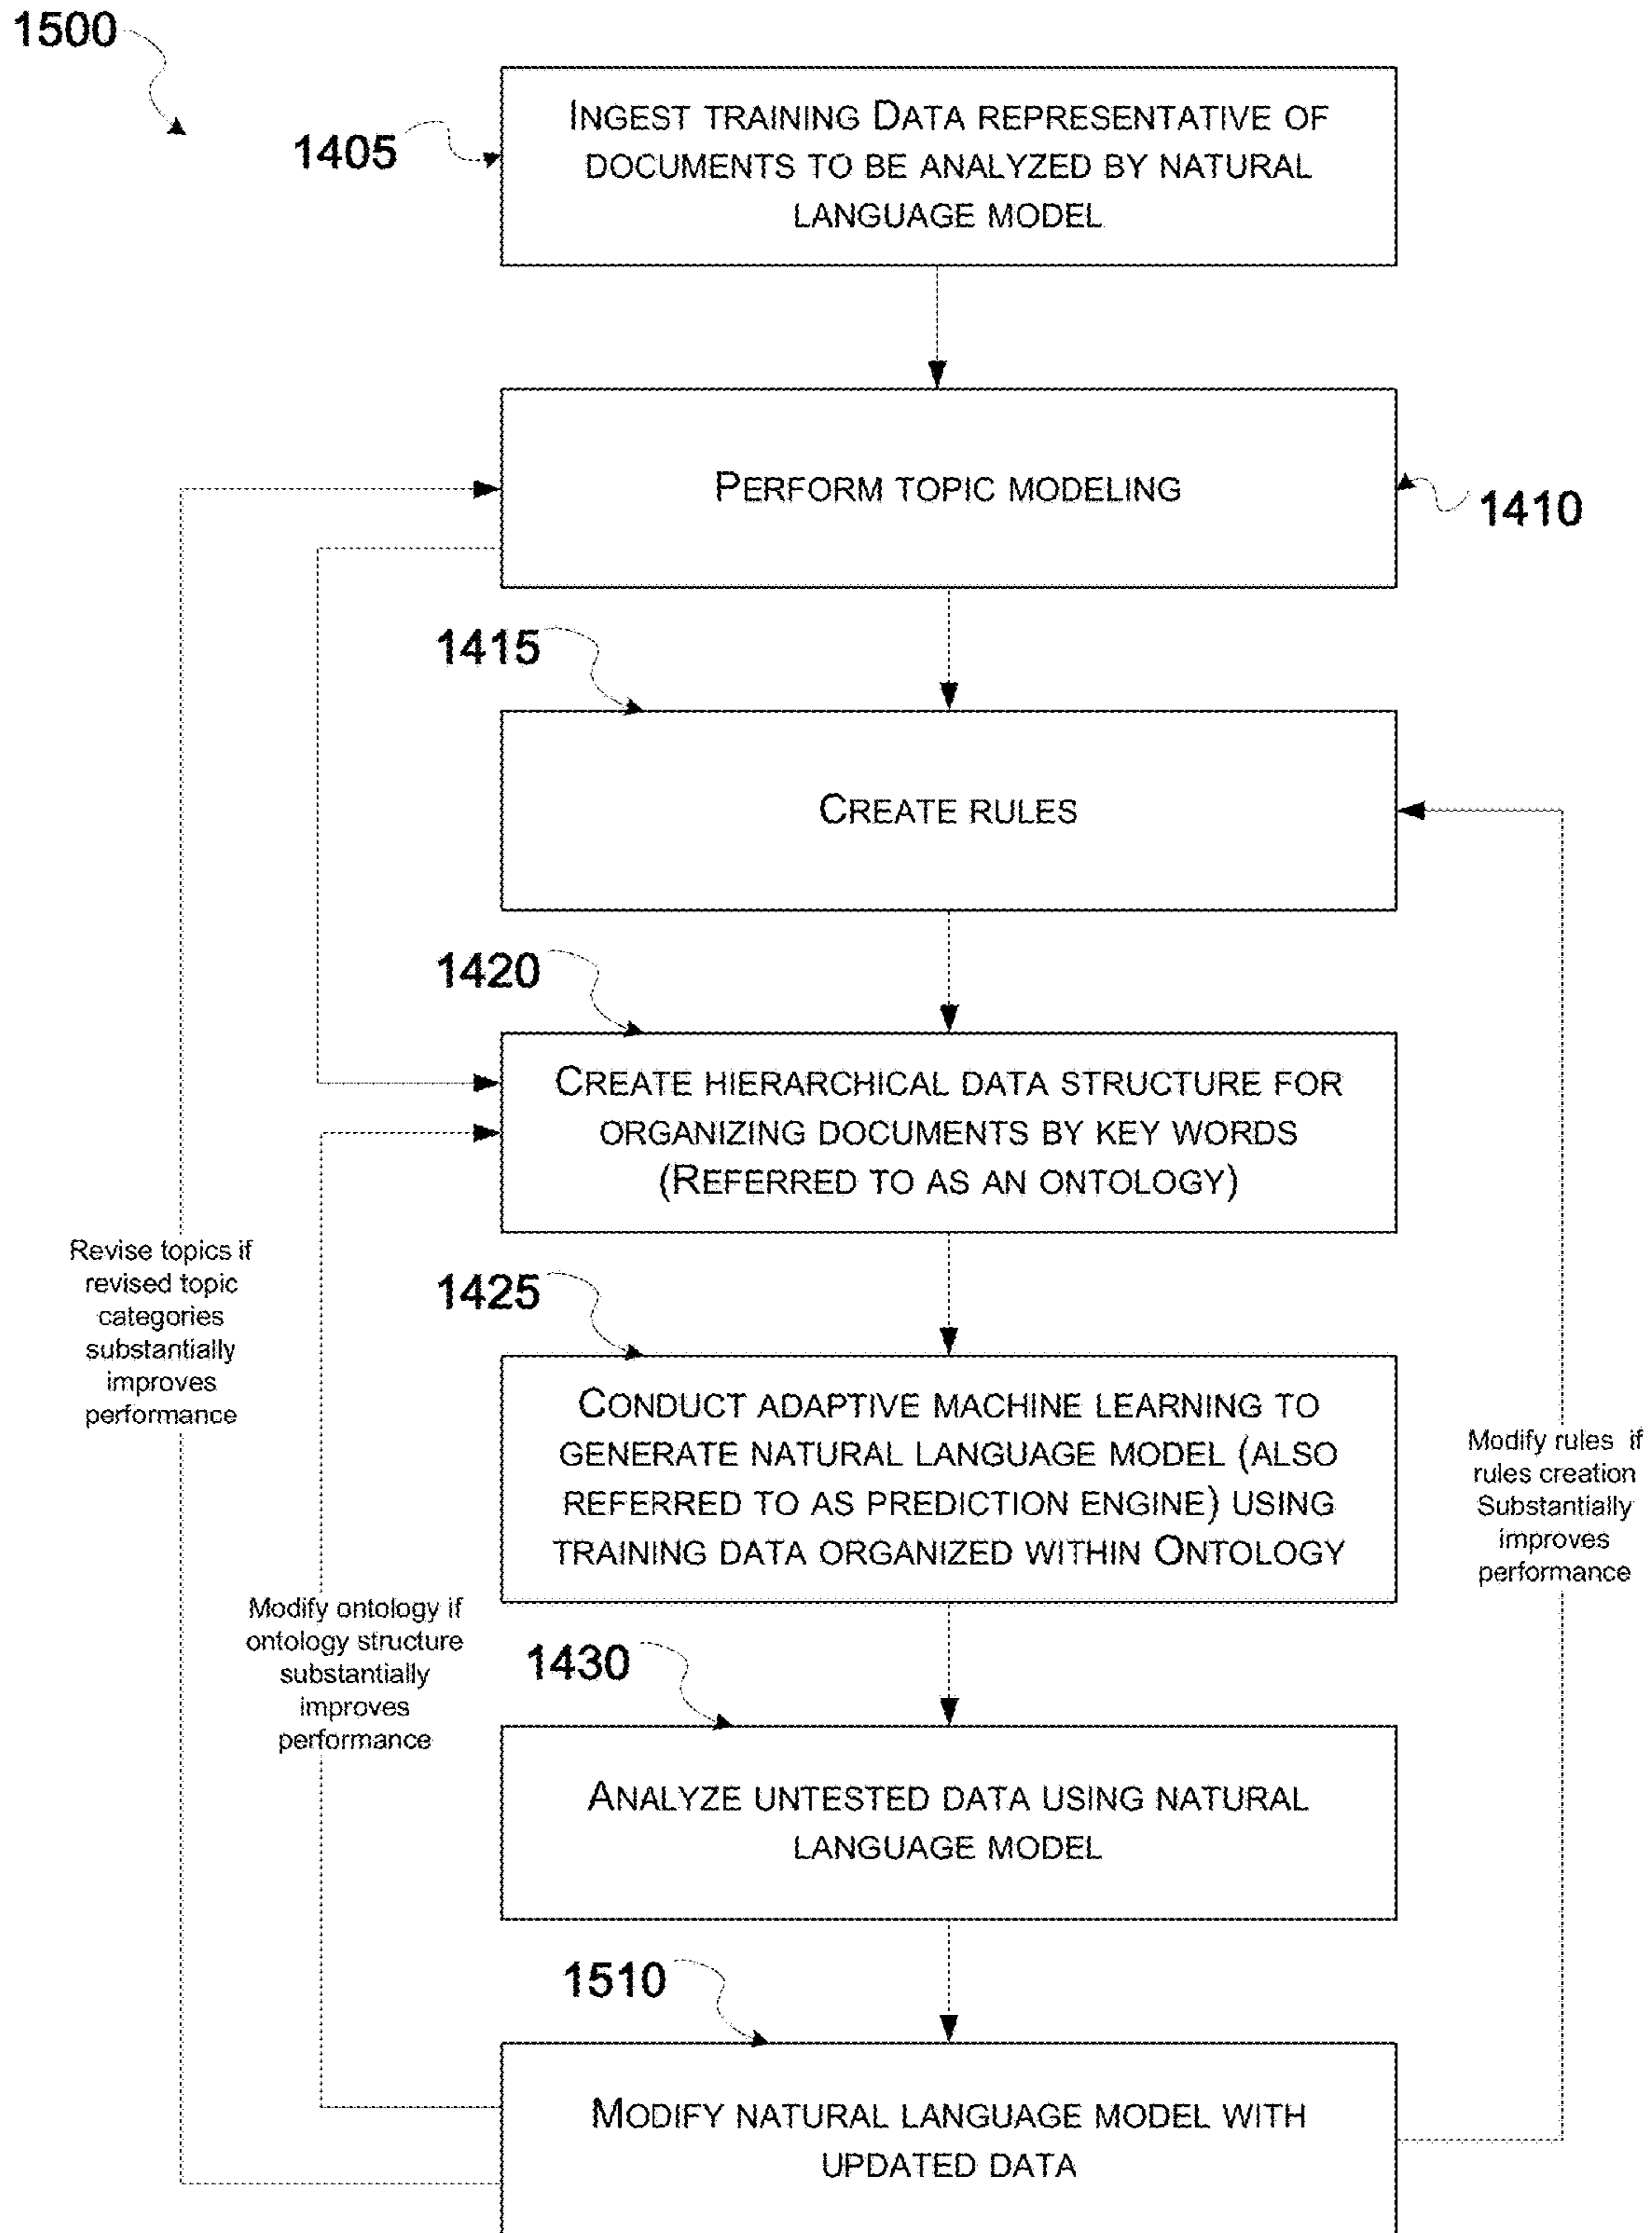 1500
1405
INGEST TRAINING DATA REPRESENTATIVE OF
DOCUMENTS TO BE ANALYZED BY NATURAL
LANGUAGE MODEL
PERFORM TOPIC MODELING
1410
1415
CREATE RULES
1420
CREATE HIERARCHICAL DATA STRUCTURE FOR
ORGANIZING DOCUMENTS BY KEY WORDS
(REFERRED TO AS AN ONTOLOGY)
Revise topics if
revised topic
categories
substantially
improves
performance
1425
CONDUCT ADAPTIVE MACHINE LEARNING TO
GENERATE NATURAL LANGUAGE MODEL (ALSO
REFERRED TO AS PREDICTION ENGINE) USING
TRAINING DATA ORGANIZED WITHIN ONTOLOGY
Modify rules if
rules creation
Substantially
improves
performance
Modify ontology if
ontology structure
substantially
improves
performance
1430
ANALYZE UNTESTED DATA USING NATURAL
LANGUAGE MODEL
1510
MODIFY NATURAL LANGUAGE MODEL WITH
UPDATED DATA